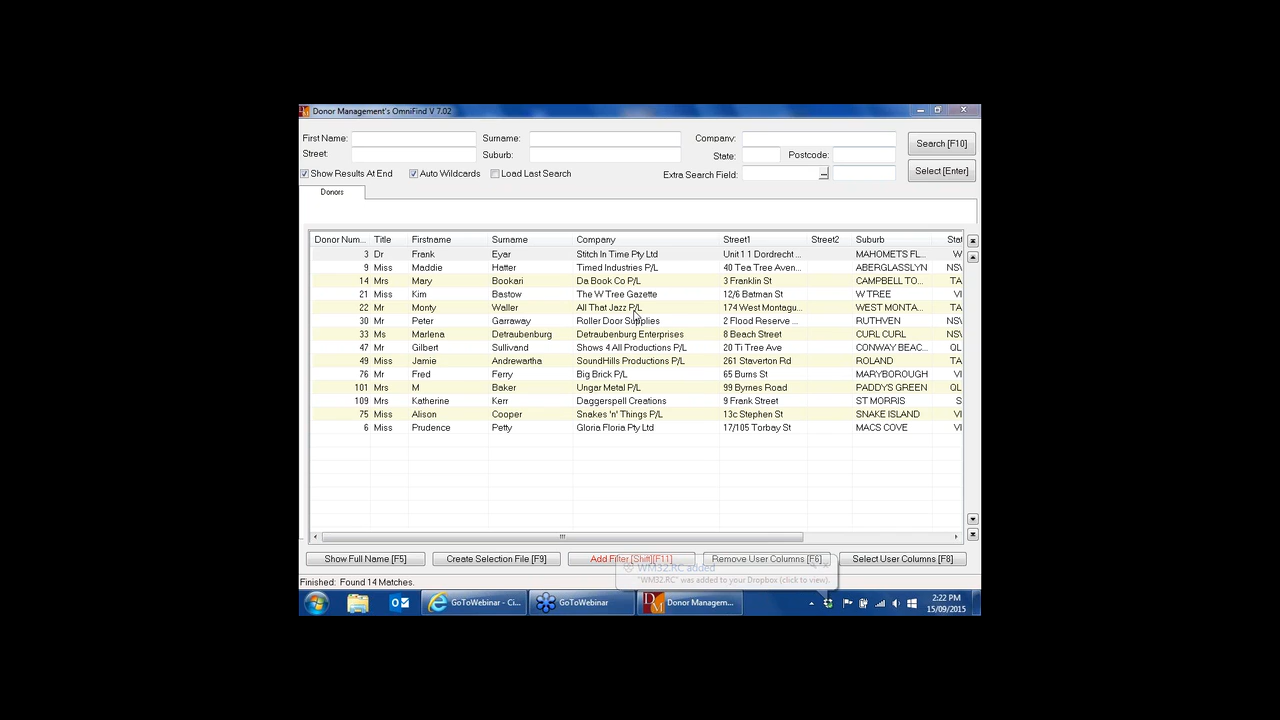 Donor Management's OmniFind V 7.02
First Name: Surname: Company: Search [F10]
Street: Suburb: State: Postcode:
Show Results At End Auto Wildcards Load Last Search Extra Search Field: Select [Enter]
Donors
Donor Num... Title Firstname Surname Company Street1 Street2 Suburb Stat
3 Dr Frank Eyar Stitch In Time Pty Ltd Unit 1 1 Dordrecht ... MAHOMETS FL... W
9 Miss Maddie Hatter Timed Industries P/L 40 Tea Tree Aven... ABERGLASSLYN NSV
14 Mrs Mary Bookari Da Book Co P/L 3 Franklin St CAMPBELL TO... TA
21 Miss Kim Bastow The W Tree Gazette 12/6 Batman St W TREE VI
22 Mr Monty Waller All That Jazz P/L 174 West Montagu... WEST MONTA... TA
30 Mr Peter Garraway Roller Door Supplies 2 Flood Reserve ... RUTHVEN NSV
33 Ms Marlena Detraubenburg Detraubenburg Enterprises 8 Beach Street CURL CURL NSV
47 Mr Gilbert Sullivand Shows 4 All Productions P/L 20 Ti Tree Ave CONWAY BEAC... QL
49 Miss Jamie Andrewartha SoundHills Productions P/L 261 Staverton Rd ROLAND TA
76 Mr Fred Ferry Big Brick P/L 65 Burns St MARYBOROUGH VI
101 Mrs M Baker Ungar Metal P/L 99 Byrnes Road PADDYS GREEN QL
109 Mrs Katherine Kerr Daggerspell Creations 9 Frank Street ST MORRIS S
75 Miss Alison Cooper Snakes 'n' Things P/L 13c Stephen St SNAKE ISLAND VI
6 Miss Prudence Petty Gloria Floria Pty Ltd 17/105 Torbay St MACS COVE
Show Full Name [F5] Create Selection File [F9] Add Filter [Shift][F11] Remove User Columns [F6] Select User Columns [F8]
WM32.RC added
"WM32.RC" was added to your Dropbox (click to view).
Finished: Found 14 Matches.
GoToWebinar - Ci... GoToWebinar Donor Managem... 2:22 PM
15/09/2015